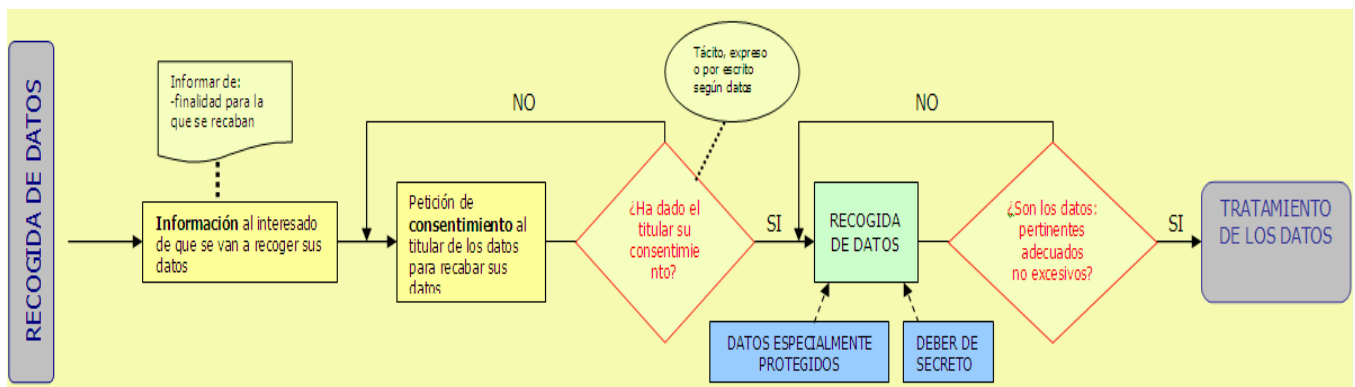 RECOGIDA DE DATOS
Informar de:
-finalidad para la
que se recaban
Información al interesado
de que se van a recoger sus
datos
NO
Petición de
consentimiento al
titular de los datos
para recabar sus
datos
Tácito, expreso
o por escrito
según datos
¿Ha dado el
titular su
consentimie
nto?
SI
NO
RECOGIDA
DE DATOS
DATOS ESPECIALMENTE
PROTEGIDOS
DEBER DE
SECRETO
¿Son los datos:
pertinentes
adecuados
no excesivos?
SI
TRATAMIENTO
DE LOS DATOS